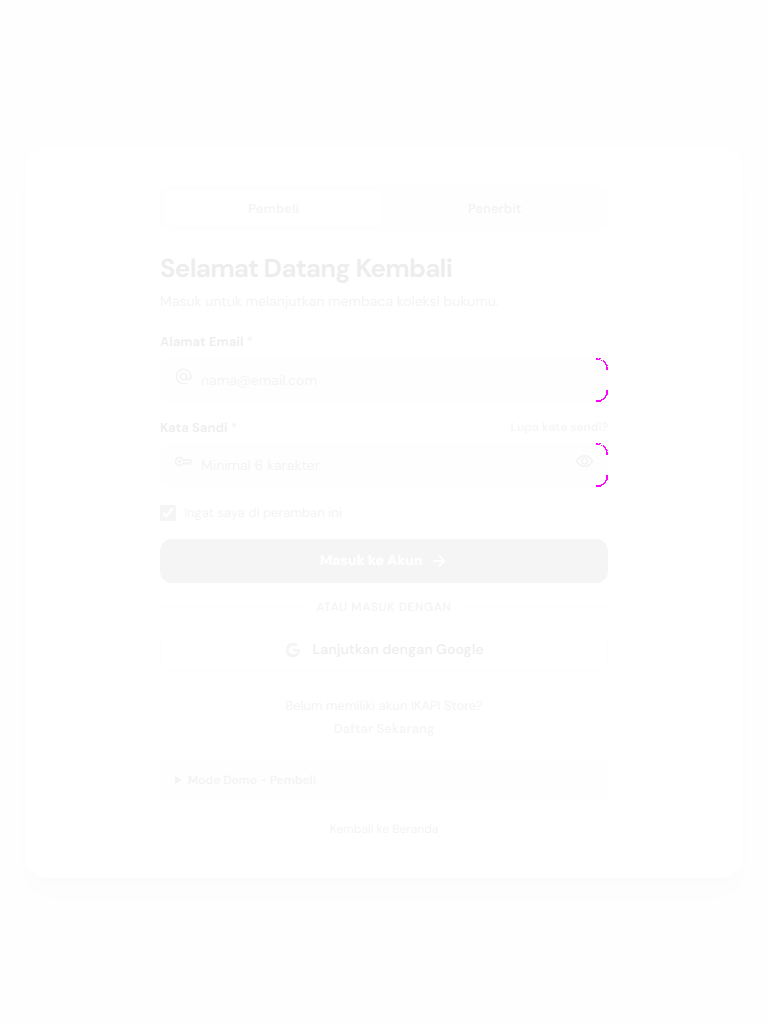 Pembeli
Penerbit
Selamat Datang Kembali
Masuk untuk melanjutkan membaca koleksi bukumu.
Alamat Email *
nama@email.com
Kata Sandi *
Lupa kata sandi?
Minimal 6 karakter
Ingat saya di peramban ini
Masuk ke Akun →
ATAU MASUK DENGAN
Lanjutkan dengan Google
Belum memiliki akun IKAPI Store?
Daftar Sekarang
Mode Demo - Pembeli
Kembali ke Beranda